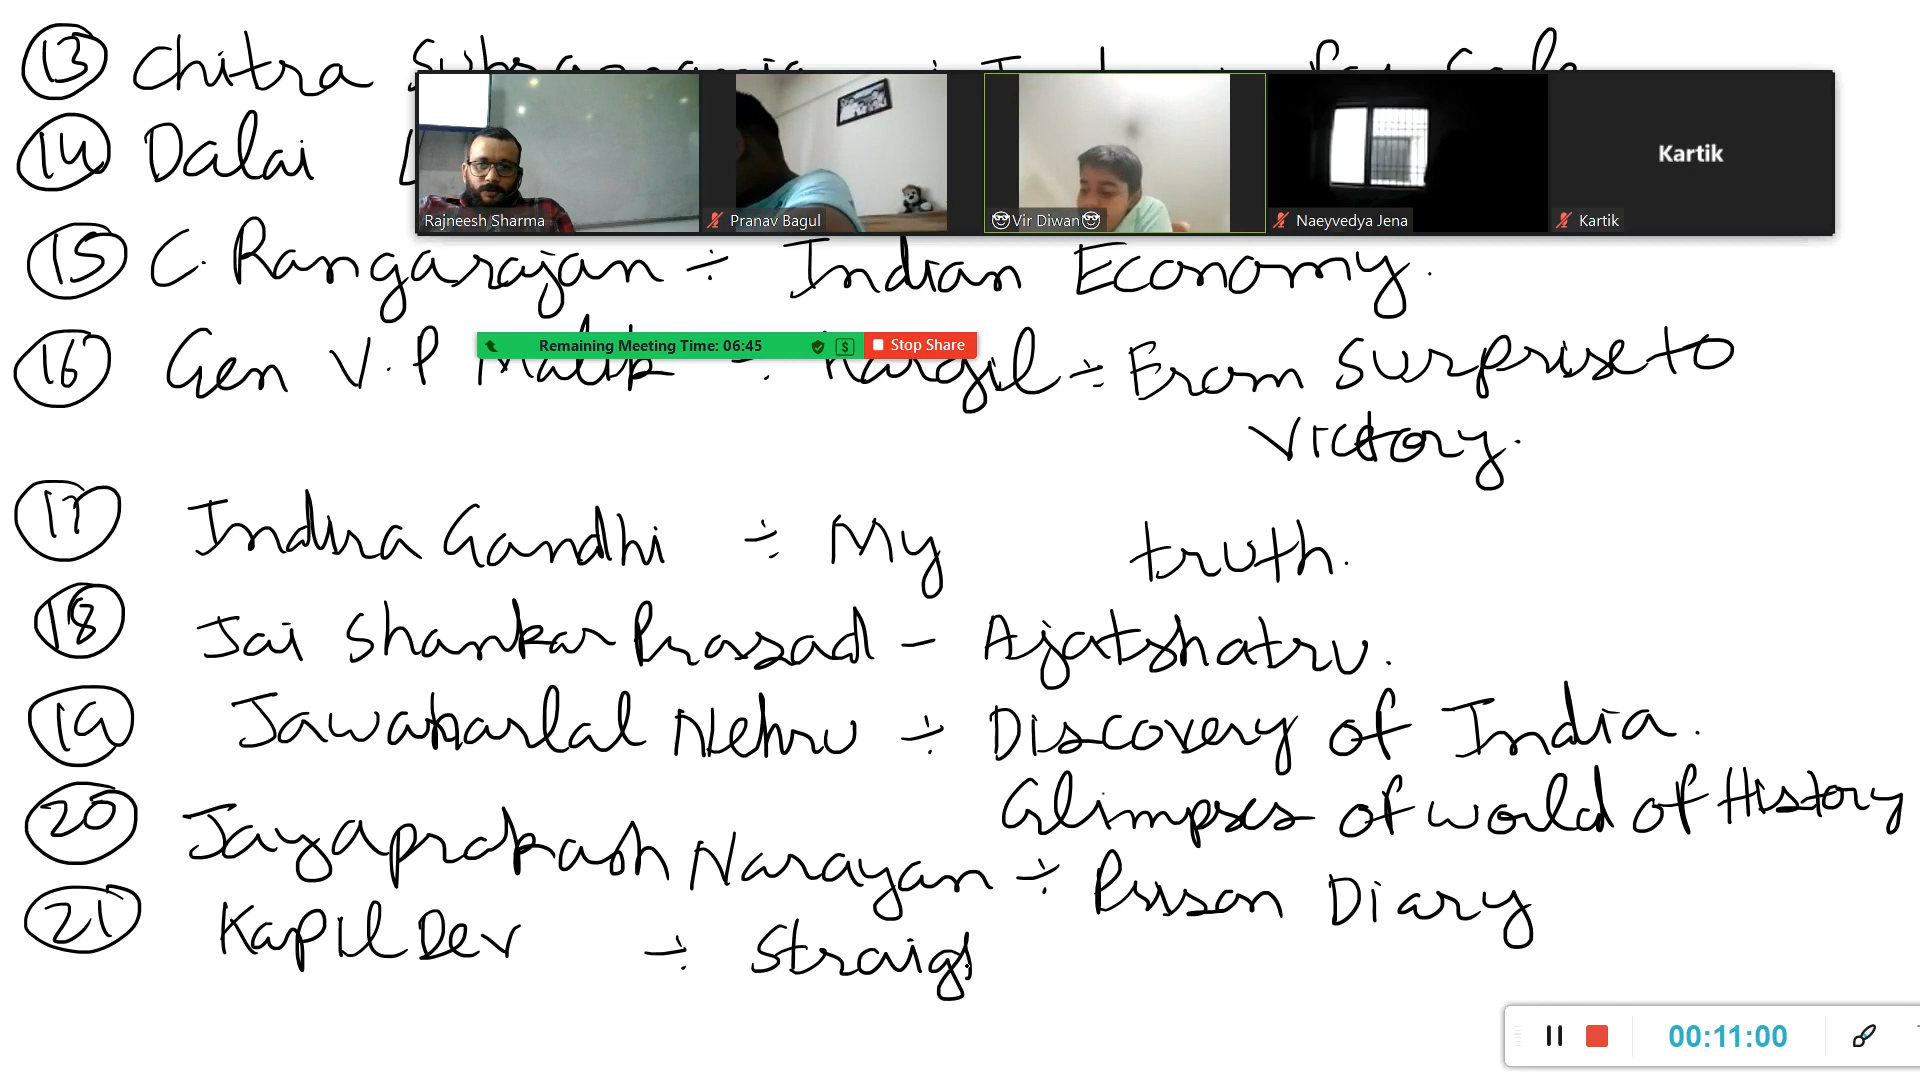 13 Chitra
14 Dalai
Rajneesh Sharma
Pranav Bagul
Vir Diwan
Naeyvedya Jena
Kartik
Kartik
15 C. Rangarajan ÷ Indian Economy.
Remaining Meeting Time: 06:45 $ Stop Share
16 Gen V.P Malik ÷ Kargil ÷ From Surprise to
Victory.
17 Indira Gandhi ÷ My truth.
18 Jai Shankar Prasad - Ajatshatru.
19 Jawaharlal Nehru ÷ Discovery of India.
Glimpses of world of History
20 Jayaprakash Narayan ÷ Prison Diary
21 Kapil Dev ÷ Straigh
00:11:00